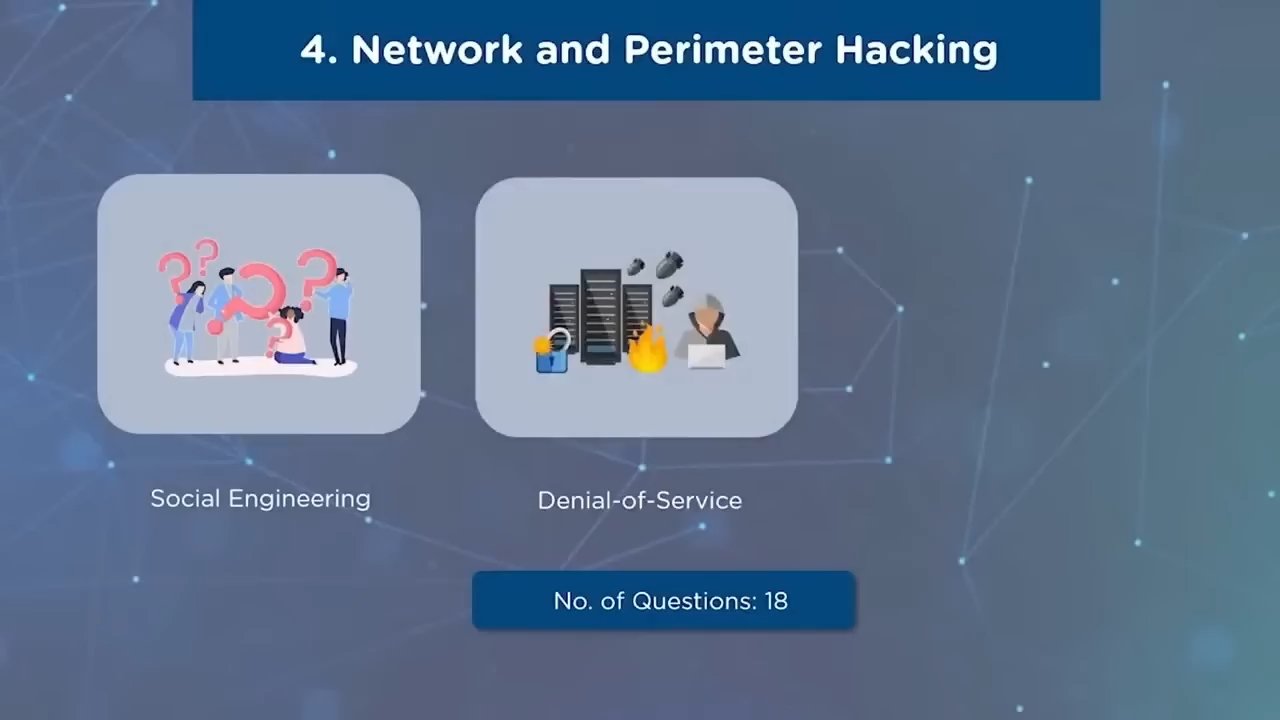 4. Network and Perimeter Hacking
Social Engineering
Denial-of-Service
No. of Questions: 18